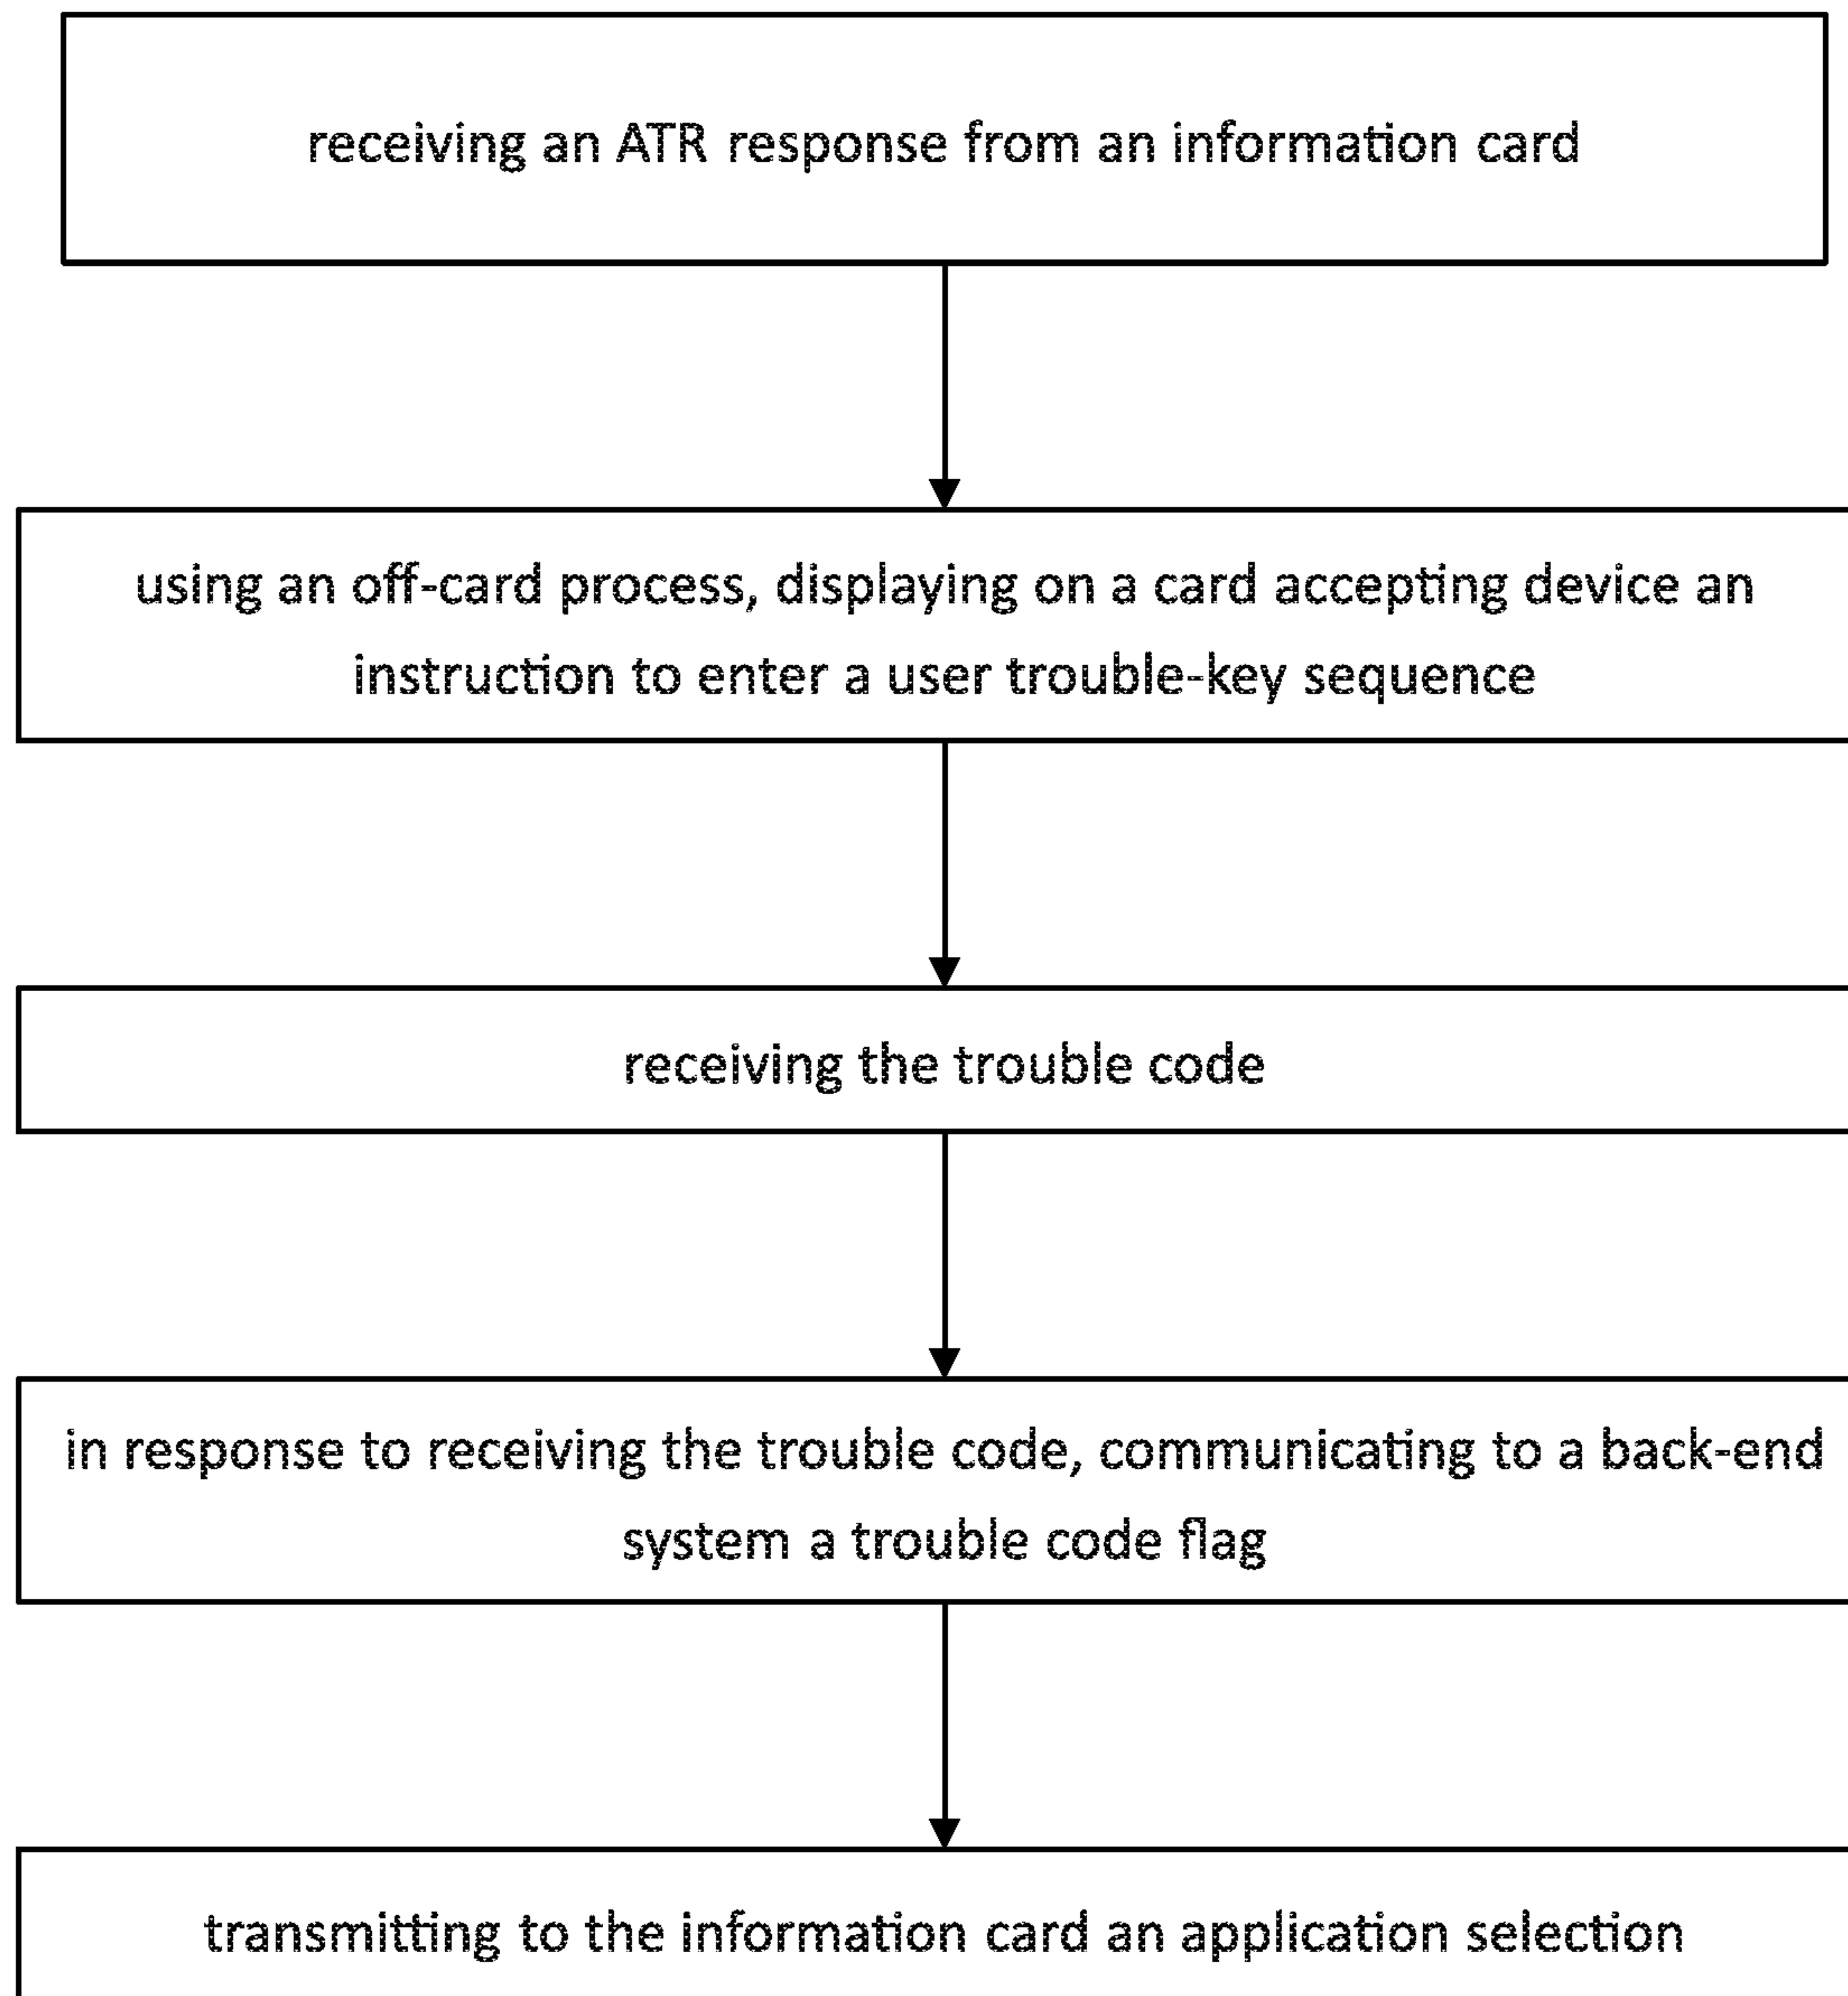 receiving an ATR response from an information card
using an off-card process, displaying on a card accepting device an
instruction to enter a user trouble-key sequence
receiving the trouble code
in response to receiving the trouble code, communicating to a back-end
system a trouble code flag
transmitting to the information card an application selection